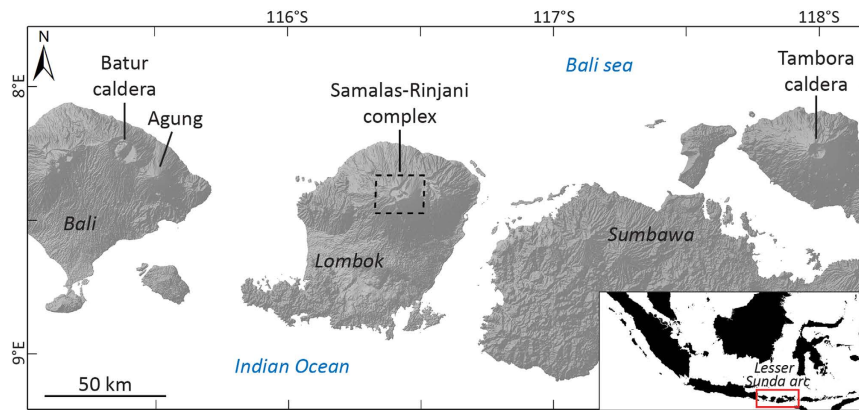 116°S
117°S
118°S
N
8°E
9°E
Batur
caldera
Agung
Bali
Samalas-Rinjani
complex
Lombok
Bali sea
Tambora
caldera
Sumbawa
Indian Ocean
50 km
Lesser
Sunda arc